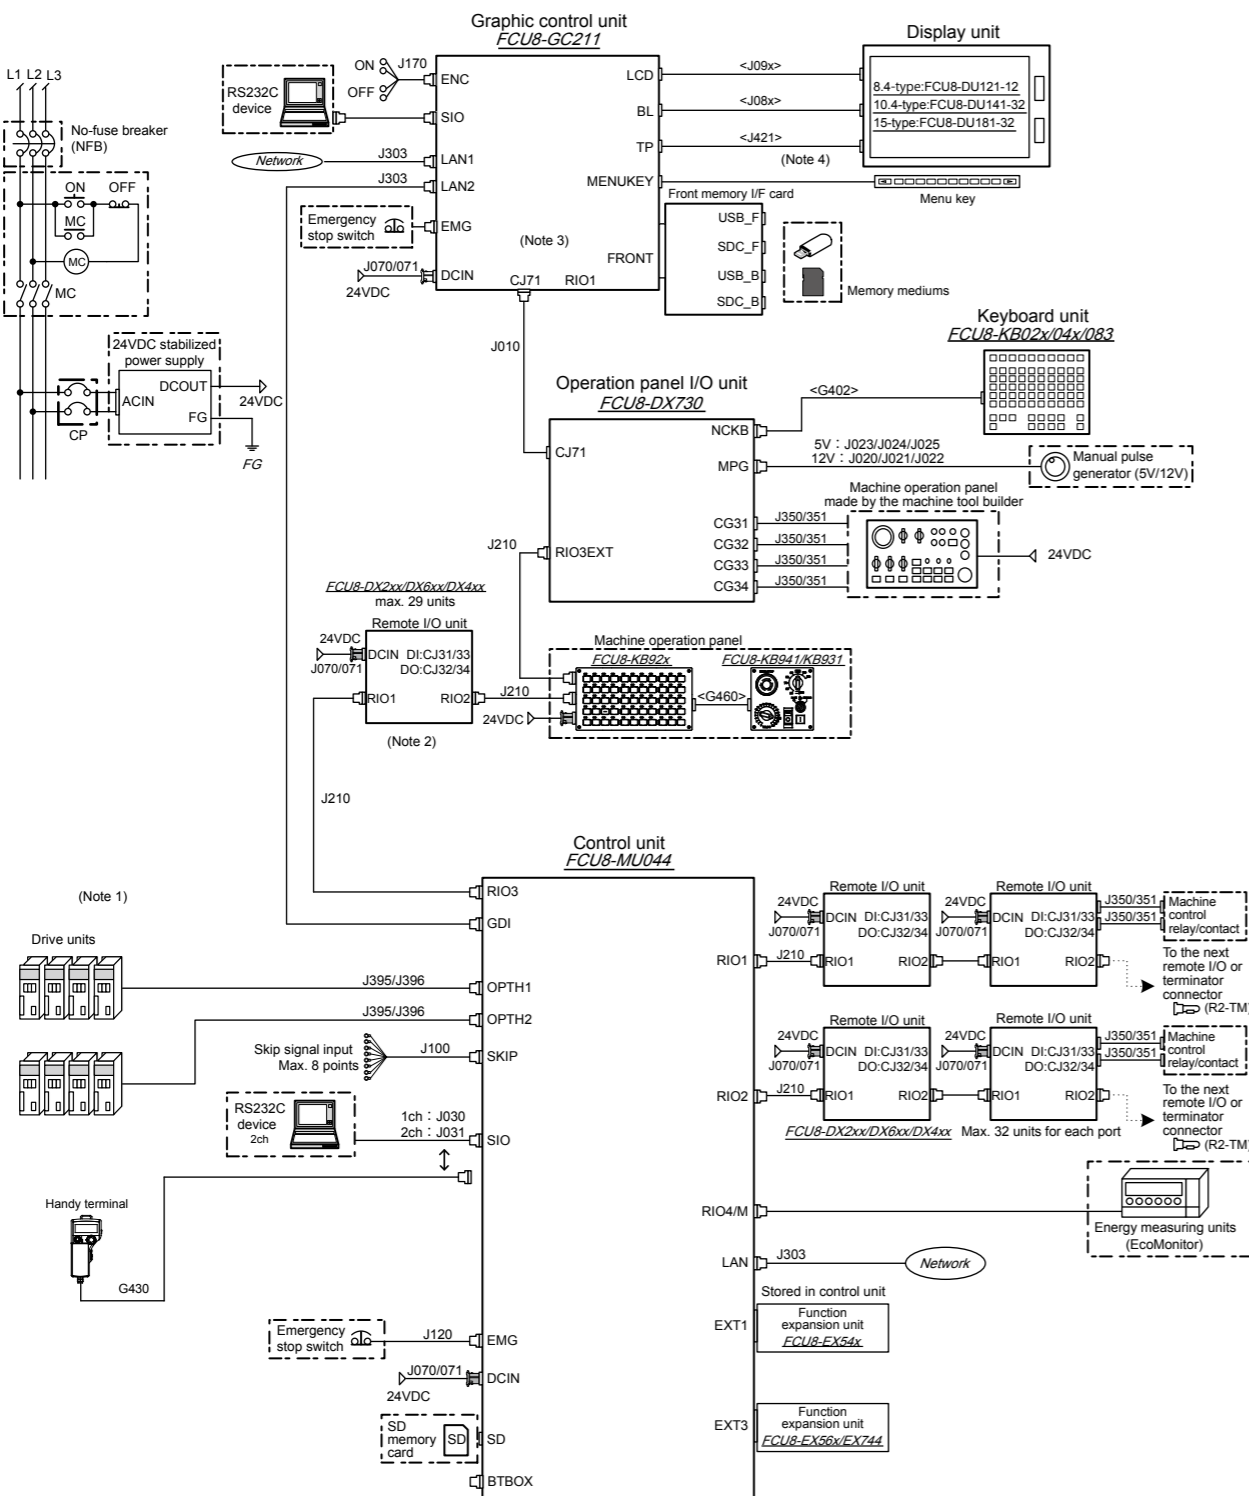 Graphic control unit
FCU8-GC211
Display unit
L1 L2 L3
No-fuse breaker
(NFB)
ON
OFF
MC
MC
MC
24VDC stabilized
power supply
DCOUT
ACIN
FG
24VDC
CP
FG
RS232C
device
ON
OFF
J170
ENC
SIO
Network
J303
LAN1
J303
LAN2
Emergency
stop switch
EMG
J070/071
24VDC
DCIN
(Note 3)
CJ71
RIO1
LCD
BL
TP
MENUKEY
FRONT
<J09x>
<J08x>
<J421>
(Note 4)
8.4-type:FCU8-DU121-12
10.4-type:FCU8-DU141-32
15-type:FCU8-DU181-32
Menu key
Front memory I/F card
USB_F
SDC_F
USB_B
SDC_B
Memory mediums
J010
Keyboard unit
FCU8-KB02x/04x/083
Operation panel I/O unit
FCU8-DX730
<G402>
NCKB
CJ71
MPG
5V : J023/J024/J025
12V : J020/J021/J022
Manual pulse
generator (5V/12V)
Machine operation panel
made by the machine tool builder
CG31
J350/351
CG32
J350/351
CG33
J350/351
CG34
J350/351
24VDC
J210
RIO3EXT
FCU8-DX2xx/DX6xx/DX4xx
max. 29 units
Remote I/O unit
24VDC
J070/071
DCIN
DI:CJ31/33
DO:CJ32/34
RIO1
RIO2
J210
(Note 2)
Machine operation panel
FCU8-KB92x
FCU8-KB941/KB931
<G460>
24VDC
J210
Control unit
FCU8-MU044
(Note 1)
RIO3
GDI
Drive units
J395/J396
OPTH1
J395/J396
OPTH2
Skip signal input
Max. 8 points
J100
SKIP
RS232C
device
2ch
1ch : J030
2ch : J031
SIO
Handy terminal
G430
Emergency
stop switch
J120
EMG
J070/071
24VDC
DCIN
SD
memory
card
SD
SD
BTBOX
Remote I/O unit
24VDC
J070/071
DCIN
DI:CJ31/33
DO:CJ32/34
RIO1
J210
RIO1
RIO2
Remote I/O unit
24VDC
J070/071
DCIN
DI:CJ31/33
DO:CJ32/34
RIO1
RIO2
J350/351
J350/351
Machine
control
relay/contact
To the next
remote I/O or
terminator
connector
(R2-TM)
Remote I/O unit
24VDC
J070/071
DCIN
DI:CJ31/33
DO:CJ32/34
RIO2
J210
RIO1
RIO2
Remote I/O unit
24VDC
J070/071
DCIN
DI:CJ31/33
DO:CJ32/34
RIO1
RIO2
J350/351
J350/351
Machine
control
relay/contact
To the next
remote I/O or
terminator
connector
(R2-TM)
FCU8-DX2xx/DX6xx/DX4xx
Max. 32 units for each port
RIO4/M
Energy measuring units
(EcoMonitor)
LAN
J303
Network
Stored in control unit
EXT1
Function
expansion unit
FCU8-EX54x
EXT3
Function
expansion unit
FCU8-EX56x/EX744